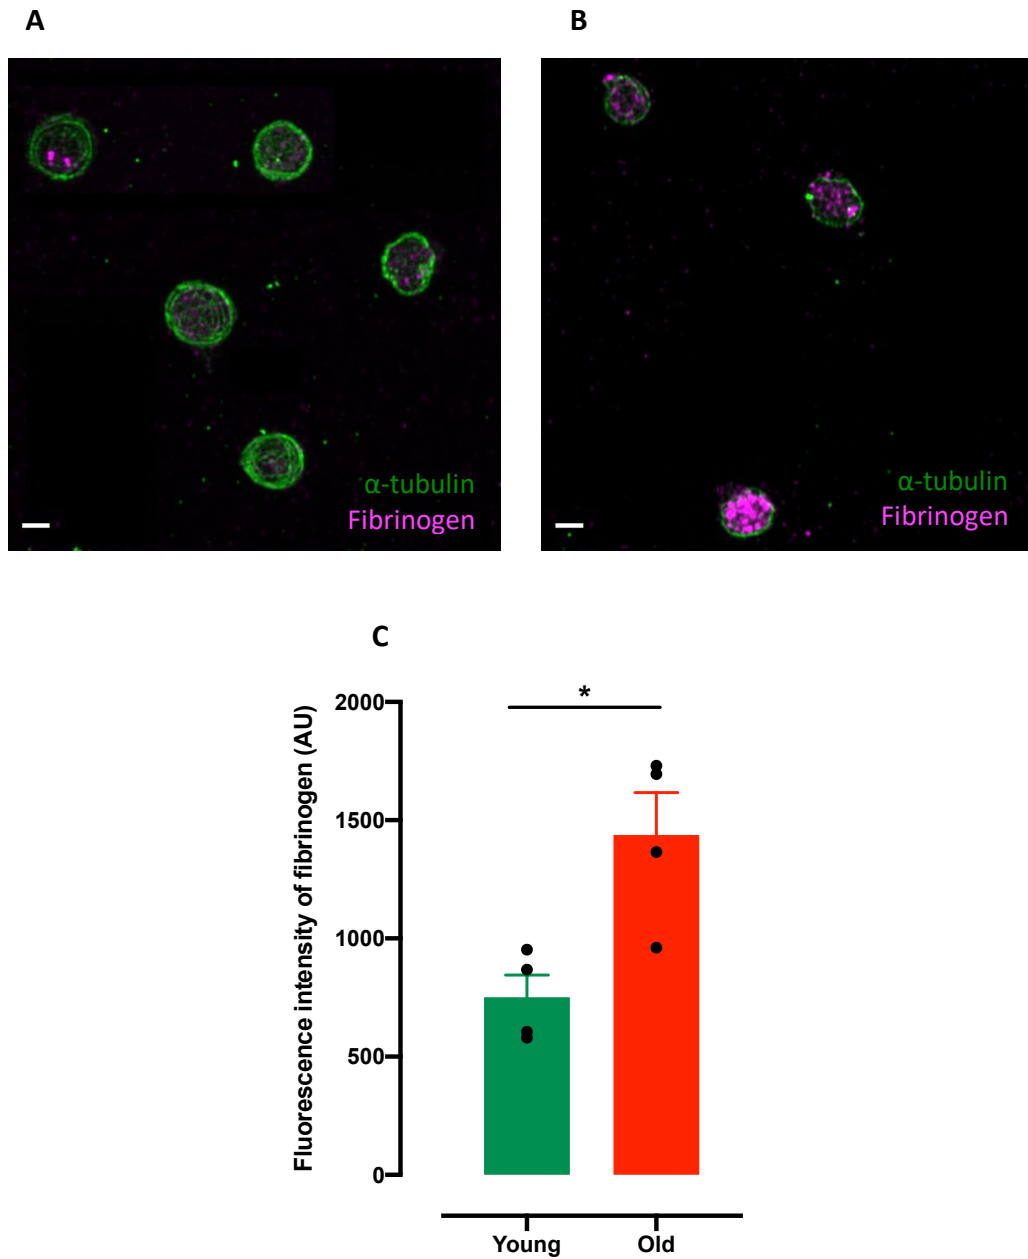 A
B
α-tubulin
Fibrinogen
α-tubulin
Fibrinogen
C
Fluorescence intensity of fibrinogen (AU)
2000
1500
1000
500
0
*
Young
Old